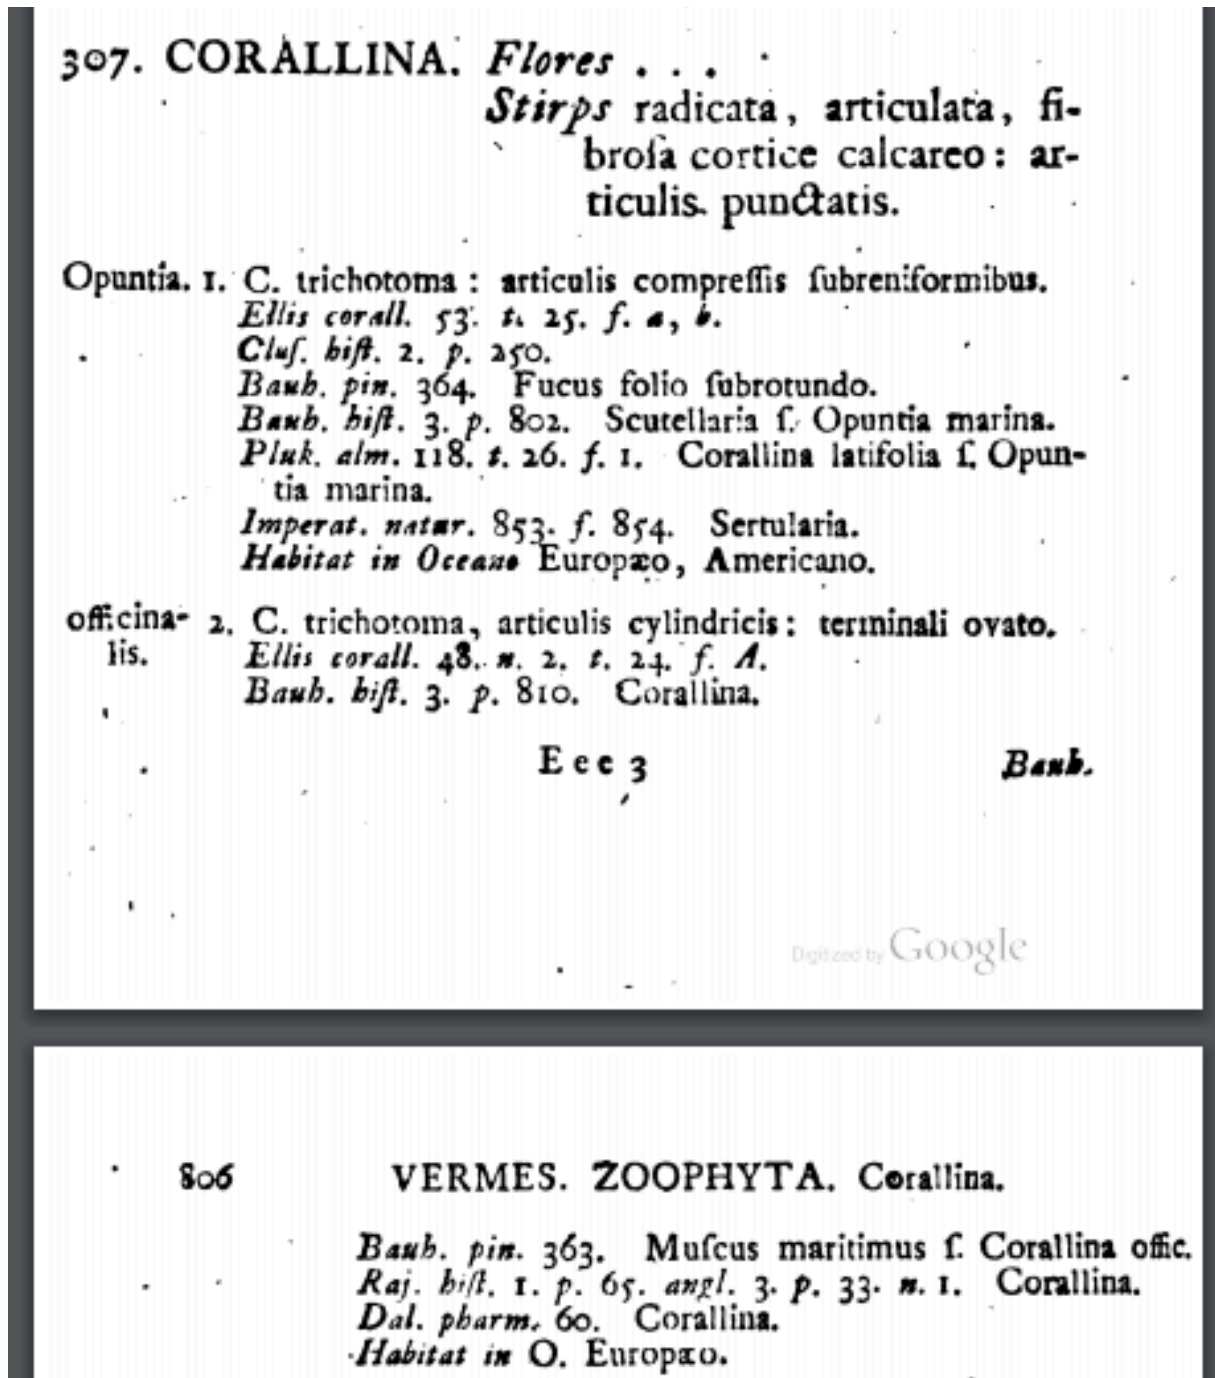 307. CORALLINA. Flores . . .
Stirps radicata, articulata, fi-
broſa cortice calcareo: ar-
ticulis punctatis.
Opuntia. 1. C. trichotoma: articulis compreſſis ſubreniformibus.
Ellis corall. 53. t. 25. f. a, b.
Cluſ. hiſt. 2. p. 250.
Bauh. pin. 364. Fucus folio ſubrotundo.
Bauh. hiſt. 3. p. 802. Scutellaria ſ. Opuntia marina.
Pluk. alm. 118. t. 26. f. 1. Corallina latifolia ſ. Opun-
tia marina.
Imperat. natur. 853. f. 854. Sertularia.
Habitat in Oceano Europæo, Americano.
officina- 2. C. trichotoma, articulis cylindricis: terminali ovato.
lis. Ellis corall. 48. n. 2. t. 24. f. A.
Bauh. hiſt. 3. p. 810. Corallina.
E e e 3 Bauh.
Digitized by Google
806 VERMES. ZOOPHYTA. Corallina.
Bauh. pin. 363. Muſcus maritimus ſ. Corallina offic.
Raj. hiſt. 1. p. 65. angl. 3. p. 33. n. 1. Corallina.
Dal. pharm. 60. Corallina.
Habitat in O. Europæo.